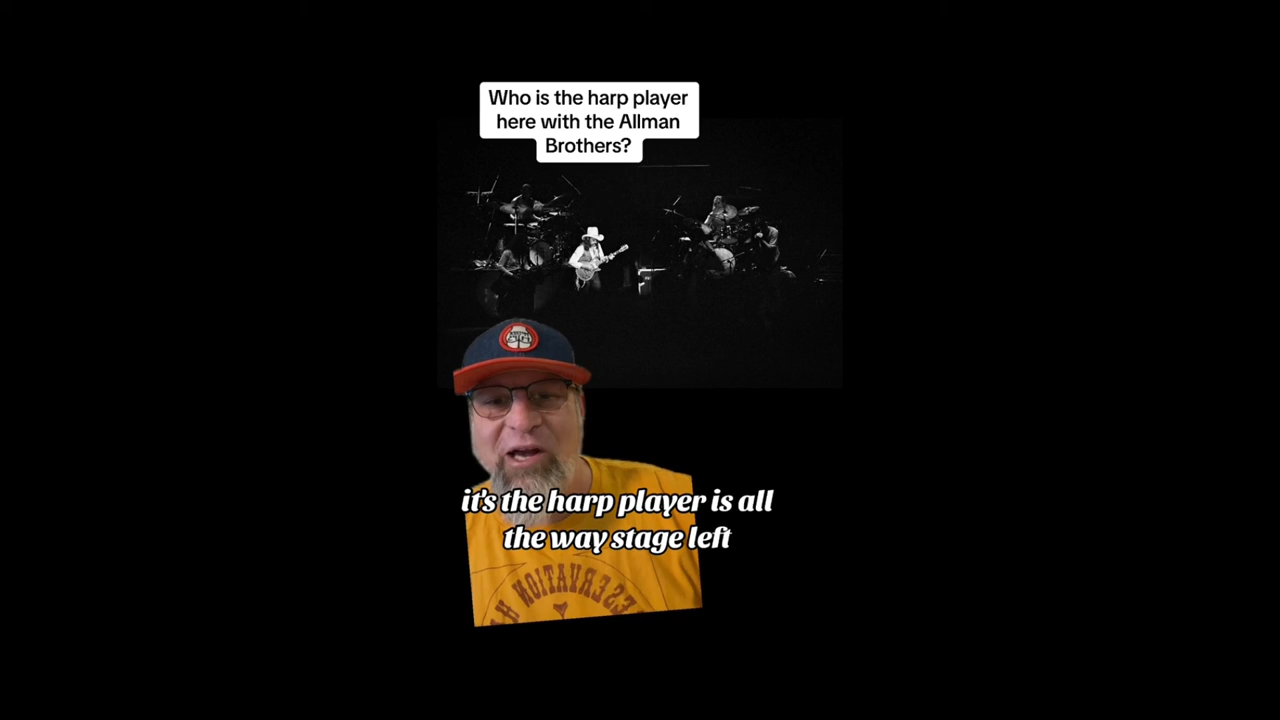 Who is the harp player
here with the Allman
Brothers?
it's the harp player is all
the way stage left